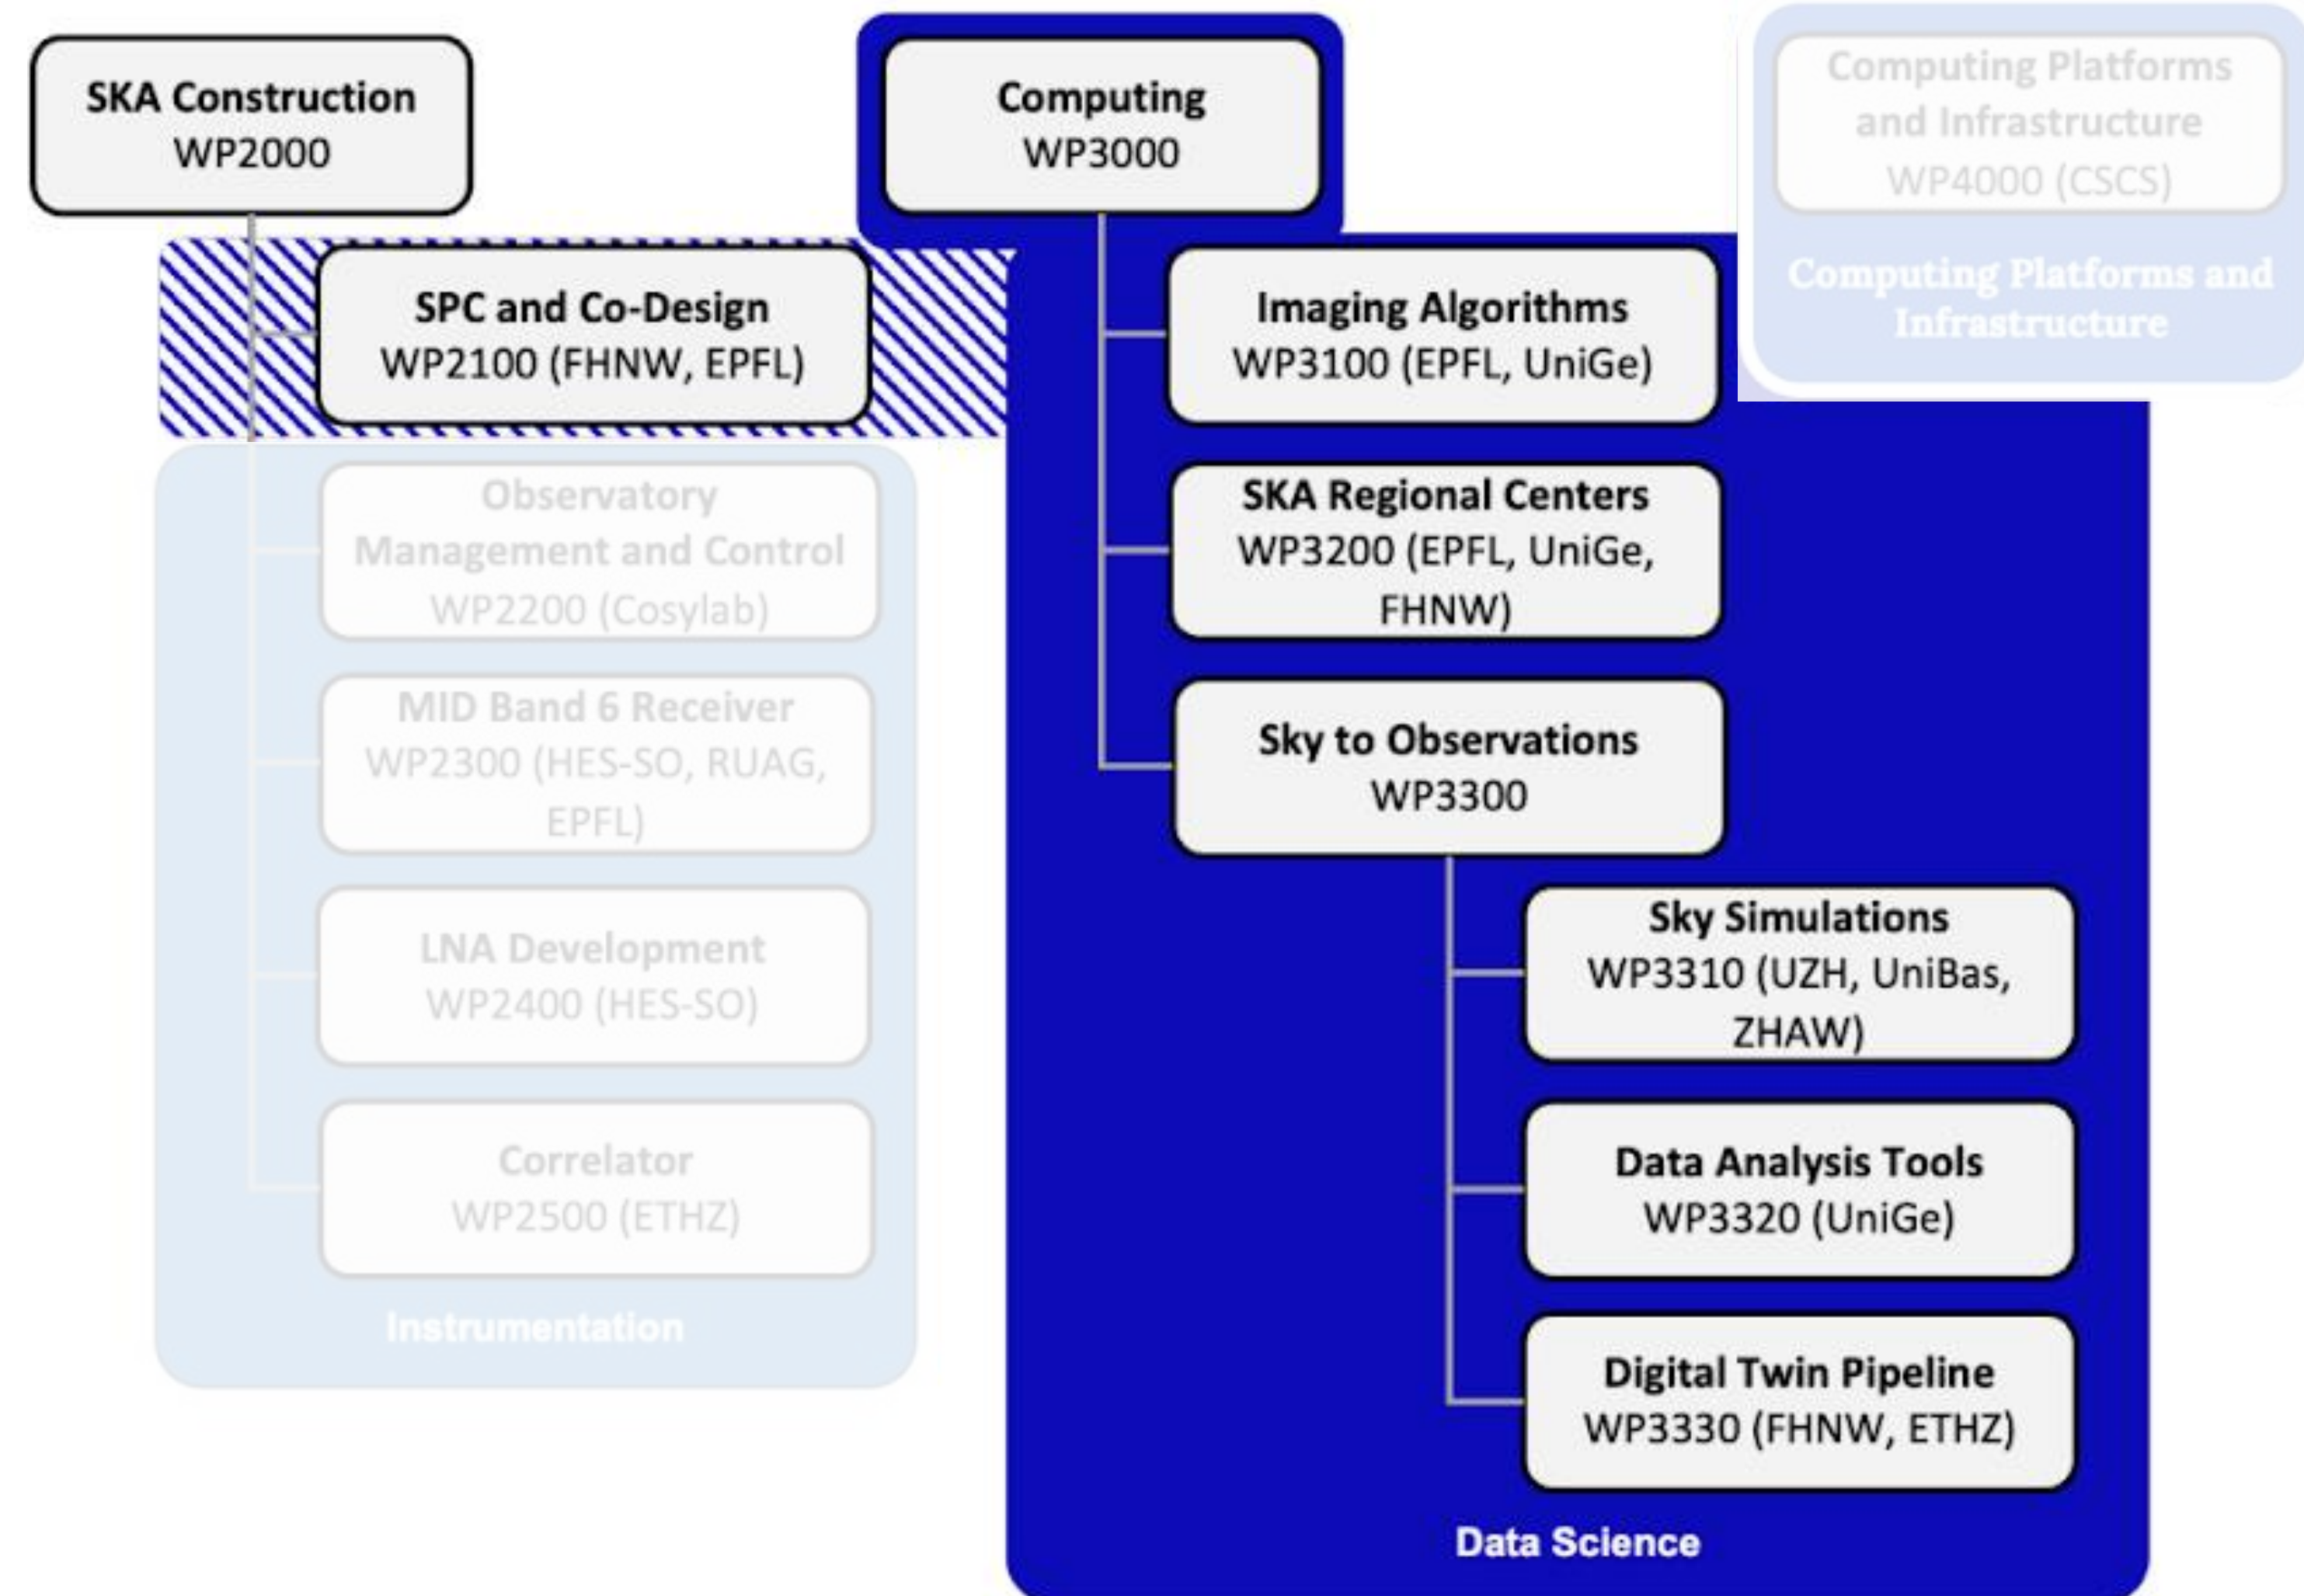 SKA Construction
WP2000
SPC and Co-Design
WP2100 (FHNW, EPFL)
Observatory
Management and Control
WP2200 (Cosylab)
MID Band 6 Receiver
WP2300 (HES-SO, RUAG,
EPFL)
LNA Development
WP2400 (HES-SO)
Correlator
WP2500 (ETHZ)
Instrumentation
Computing
WP3000
Imaging Algorithms
WP3100 (EPFL, UniGe)
SKA Regional Centers
WP3200 (EPFL, UniGe,
FHNW)
Sky to Observations
WP3300
Sky Simulations
WP3310 (UZH, UniBas,
ZHAW)
Data Analysis Tools
WP3320 (UniGe)
Digital Twin Pipeline
WP3330 (FHNW, ETHZ)
Data Science
Computing Platforms
and Infrastructure
WP4000 (CSCS)
Computing Platforms and
Infrastructure